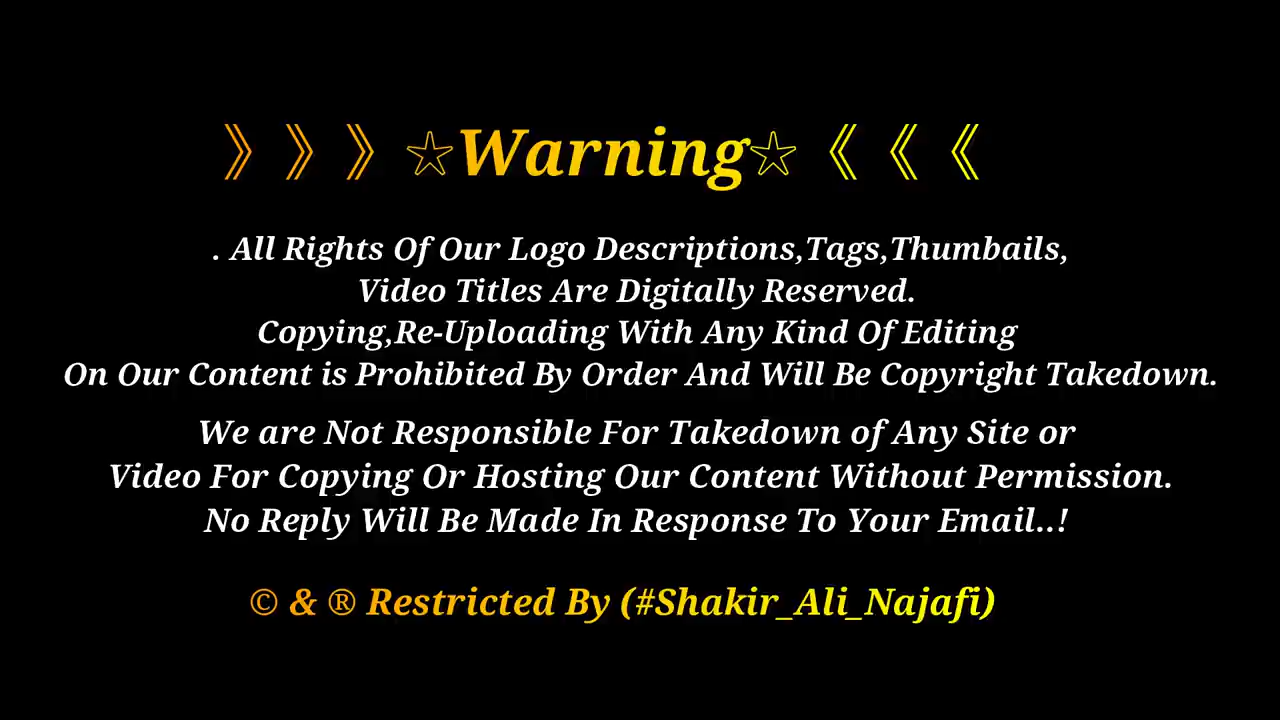 》》》☆Warning☆《《《
. All Rights Of Our Logo Descriptions,Tags,Thumbails,
Video Titles Are Digitally Reserved.
Copying,Re-Uploading With Any Kind Of Editing
On Our Content is Prohibited By Order And Will Be Copyright Takedown.
We are Not Responsible For Takedown of Any Site or
Video For Copying Or Hosting Our Content Without Permission.
No Reply Will Be Made In Response To Your Email..!
© & ® Restricted By (#Shakir_Ali_Najafi)